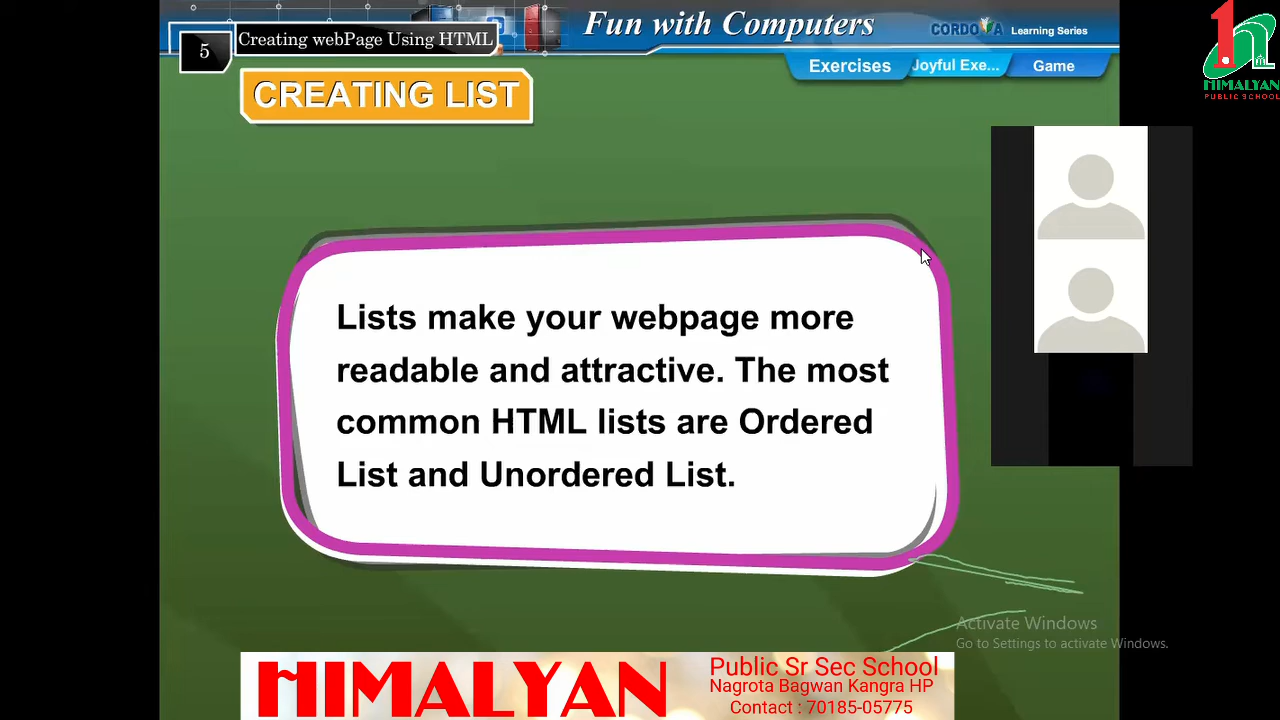 5
Creating webPage Using HTML
Fun with Computers
CORDOVA Learning Series
Exercises
Joyful Exe...
Game
1h
HIMALYAN
PUBLIC SCHOOL
CREATING LIST
Lists make your webpage more
readable and attractive. The most
common HTML lists are Ordered
List and Unordered List.
Activate Windows
Go to Settings to activate Windows.
HIMALYAN
Public Sr Sec School
Nagrota Bagwan Kangra HP
Contact : 70185-05775